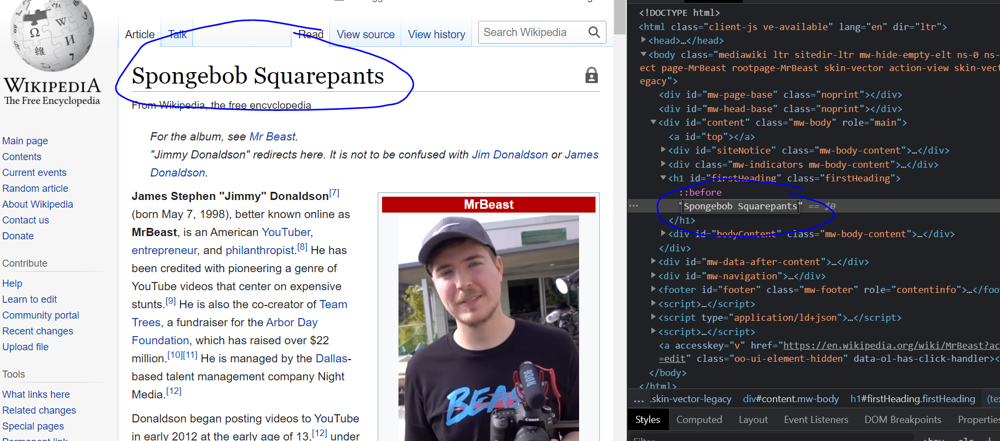 Article
Talk
Read
View source
View history
Search Wikipedia
Ω
W
И
維
WIKIPEDIA
The Free Encyclopedia
Spongebob Squarepants
From Wikipedia, the free encyclopedia
For the album, see Mr Beast.
"Jimmy Donaldson" redirects here. It is not to be confused with Jim Donaldson or James
Donaldson.
Main page
Contents
Current events
Random article
About Wikipedia
Contact us
Donate
Contribute
Help
Learn to edit
Community portal
Recent changes
Upload file
Tools
What links here
Related changes
Special pages
Permanent link
James Stephen "Jimmy" Donaldson[7]
(born May 7, 1998), better known online as
MrBeast, is an American YouTuber,
entrepreneur, and philanthropist.[8] He has
been credited with pioneering a genre of
YouTube videos that center on expensive
stunts.[9] He is also the co-creator of Team
Trees, a fundraiser for the Arbor Day
Foundation, which has raised over $22
million.[10][11] He is managed by the Dallas-
based talent management company Night
Media.[12]
Donaldson began posting videos to YouTube
in early 2012 at the early age of 13,[12] under
MrBeast
RØDE
BEAS
Canon
<!DOCTYPE html>
<html class="client-js ve-available" lang="en" dir="ltr">
<head>…</head>
<body class="mediawiki ltr sitedir-ltr mw-hide-empty-elt ns-0 ns-
ect page-MrBeast rootpage-MrBeast skin-vector action-view skin-vect
egacy">
<div id="mw-page-base" class="noprint"></div>
<div id="mw-head-base" class="noprint"></div>
<div id="content" class="mw-body" role="main">
<a id="top"></a>
<div id="siteNotice" class="mw-body-content">…</div>
<div class="mw-indicators mw-body-content">…</div>
<h1 id="firstHeading" class="firstHeading">
::before
… "Spongebob Squarepants" == $0
</h1>
<div id="bodyContent" class="mw-body-content">…</div>
</div>
<div id="mw-data-after-content">…</div>
<div id="mw-navigation">…</div>
<footer id="footer" class="mw-footer" role="contentinfo">…</foo
<script>…</script>
<script type="application/ld+json">…</script>
<script>…</script>
<a accesskey="v" href="https://en.wikipedia.org/wiki/MrBeast?ac
=edit" class="oo-ui-element-hidden" data-ol-has-click-handler><
</body>
</html>
… .skin-vector-legacy div#content.mw-body h1#firstHeading.firstHeading (te
Styles Computed Layout Event Listeners DOM Breakpoints Properties
Filter :hov .cls +